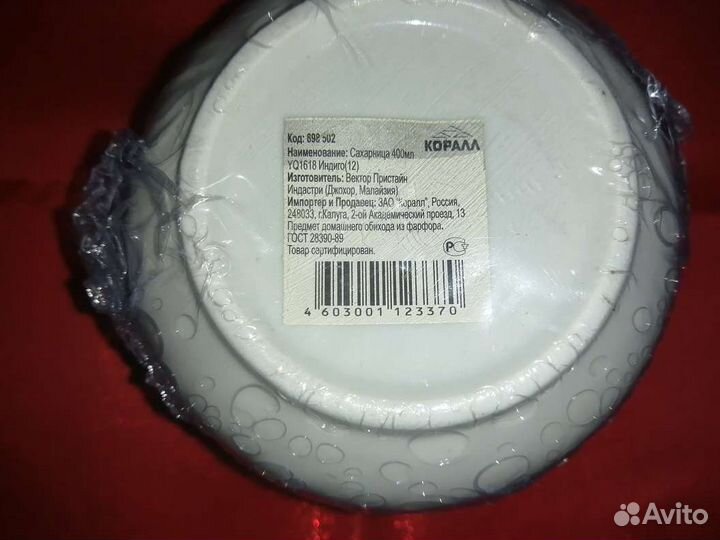 Код: 898 502
КОРАЛЛ
Наименование: Сахарница 400мл
YQ1618 Индиго(12)
Изготовитель: Вектор Пристайн
Индастри (Джохор, Малайзия)
Импортер и Продавец: ЗАО "Коралл", Россия,
248033, г.Калуга, 2-ой Академический проезд, 13
Предмет домашнего обихода из фарфора.
ГОСТ 28390-89
Товар сертифицирован.
4 603001 123370
Avito